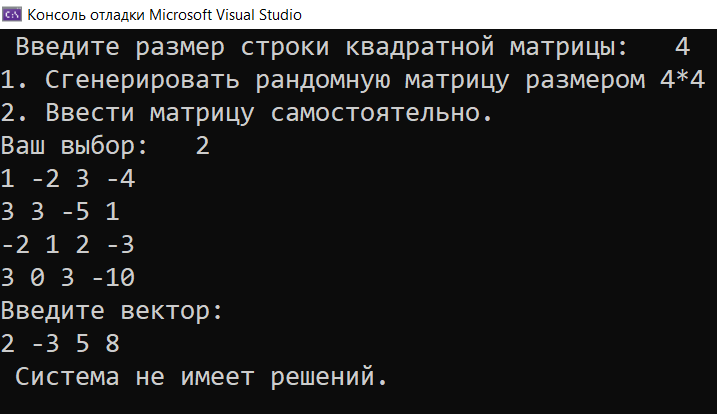 Консоль отладки Microsoft Visual Studio
Введите размер строки квадратной матрицы: 4
1. Сгенерировать рандомную матрицу размером 4*4
2. Ввести матрицу самостоятельно.
Ваш выбор: 2
1 -2 3 -4
3 3 -5 1
-2 1 2 -3
3 0 3 -10
Введите вектор:
2 -3 5 8
Система не имеет решений.